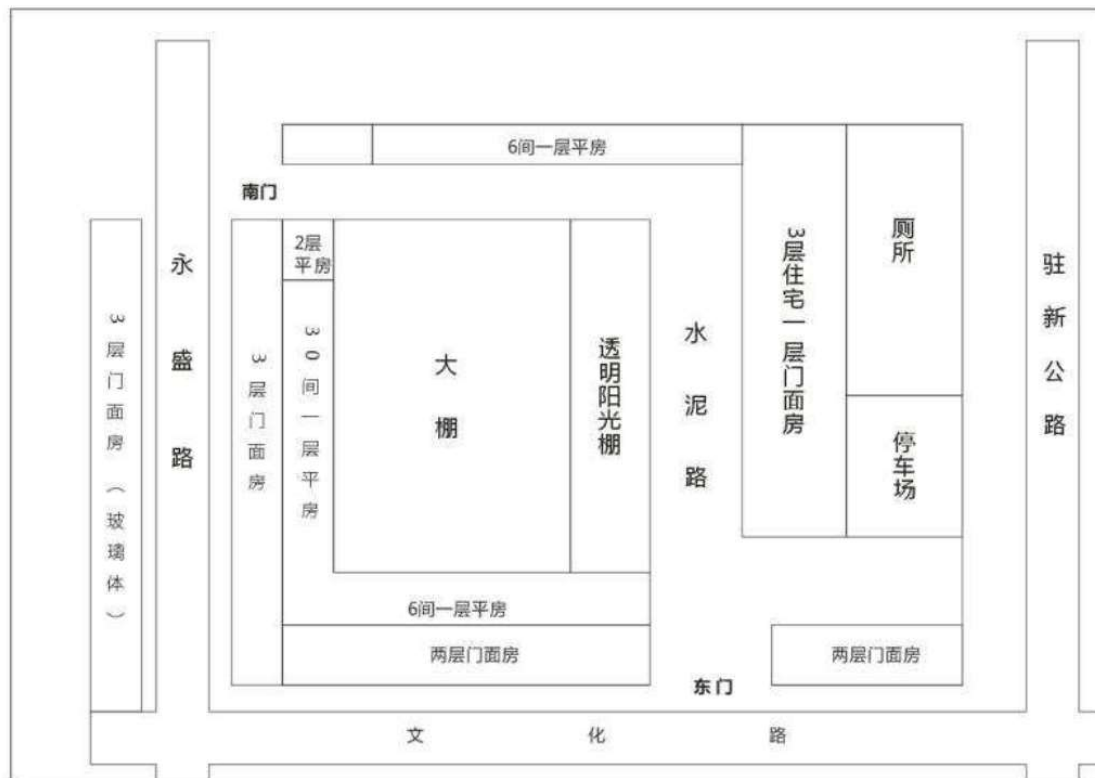 6间一层平房
南门
2层
平房
厕所
永盛路
3层门面房（玻璃体）
3层门面房
30间一层平房
大棚
透明阳光棚
水泥路
3层住宅一层门面房
驻新公路
停车场
6间一层平房
两层门面房
两层门面房
东门
文化路